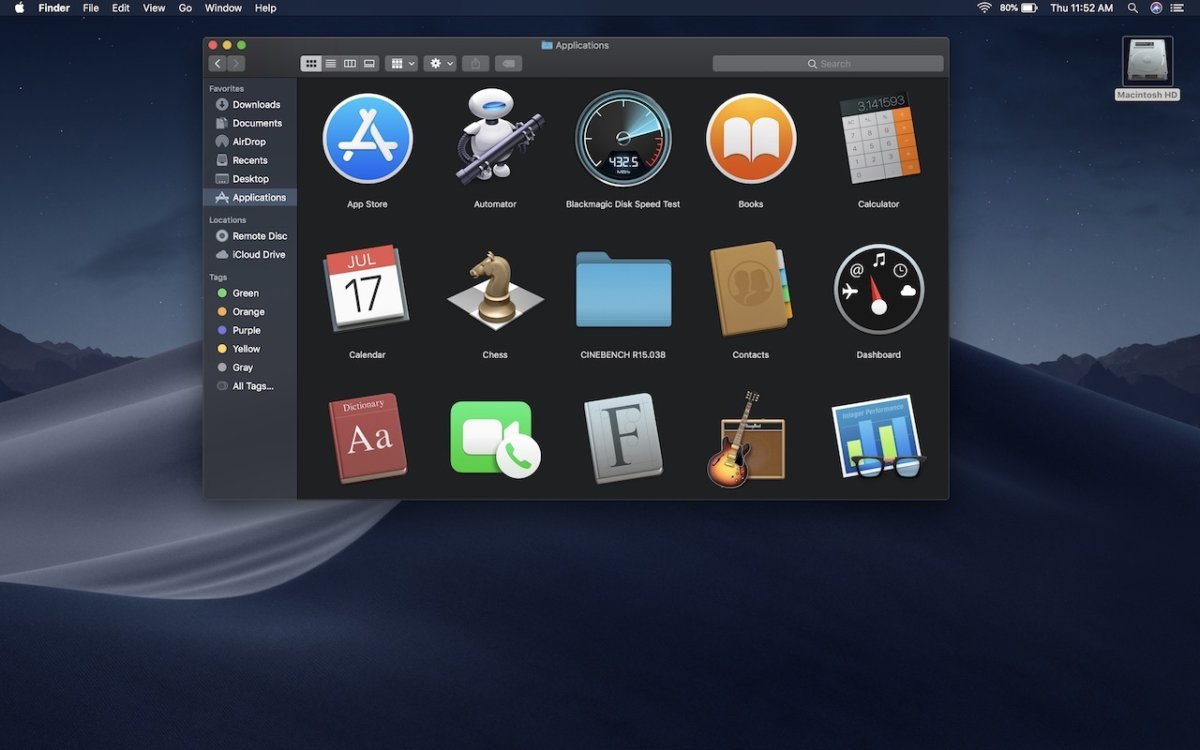 Finder File Edit View Go Window Help 80% Thu 11:52 AM
Applications
Search
Macintosh HD
Favorites
Downloads
Documents
AirDrop
Recents
Desktop
Applications
Locations
Remote Disc
iCloud Drive
Tags
Green
Orange
Purple
Yellow
Gray
All Tags...
432.5
MB/s
3.141593
App Store Automator Blackmagic Disk Speed Test Books Calculator
JUL
17
@
Calendar Chess CINEBENCH R15.038 Contacts Dashboard
Dictionary
Aa
F
Integer Performance